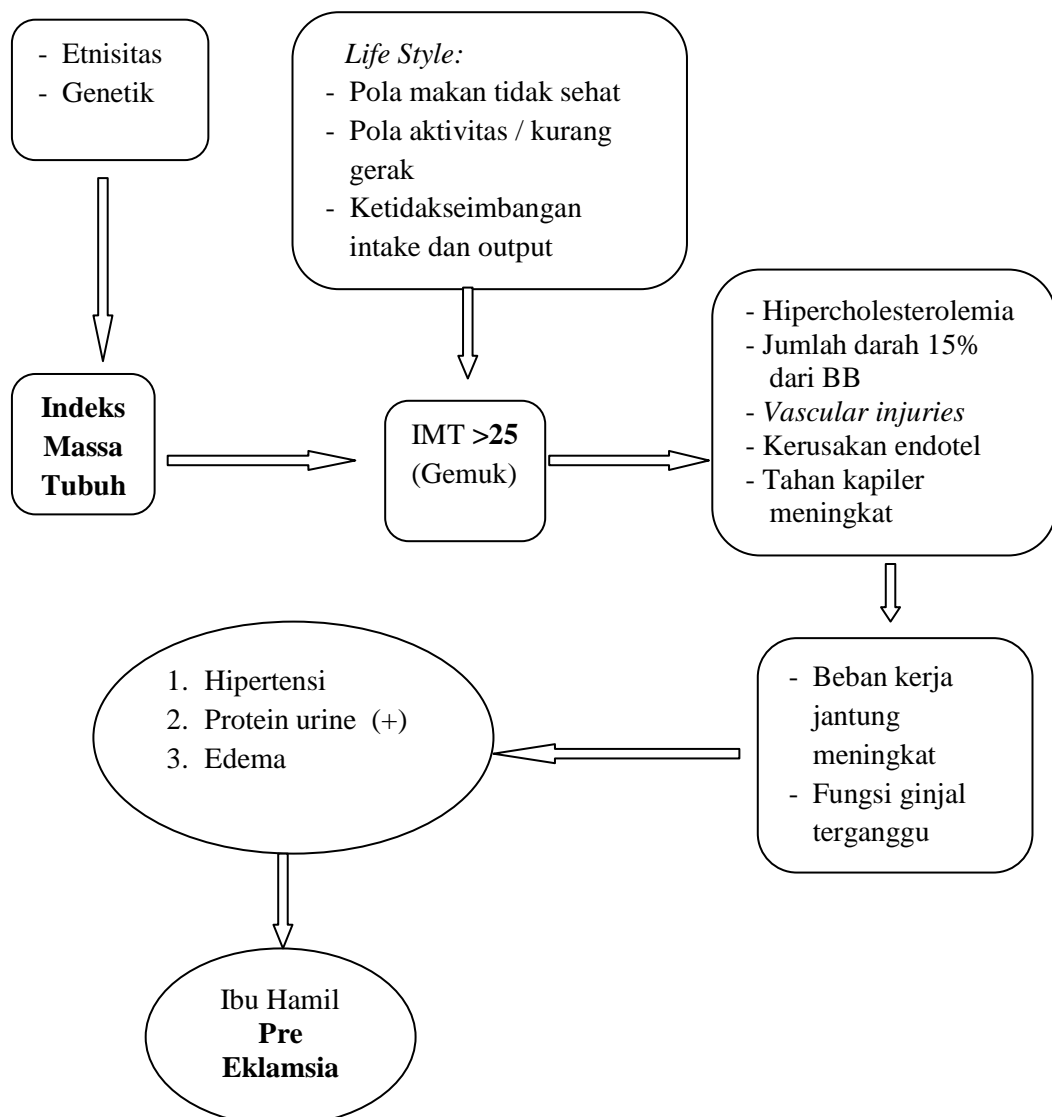 - Etnisitas
- Genetik
Life Style:
- Pola makan tidak sehat
- Pola aktivitas / kurang
gerak
- Ketidakseimbangan
intake dan output
Indeks
Massa
Tubuh
IMT >25
(Gemuk)
- Hipercholesterolemia
- Jumlah darah 15%
dari BB
- Vascular injuries
- Kerusakan endotel
- Tahan kapiler
meningkat
- Beban kerja
jantung
meningkat
- Fungsi ginjal
terganggu
1. Hipertensi
2. Protein urine (+)
3. Edema
Ibu Hamil
Pre
Eklamsia